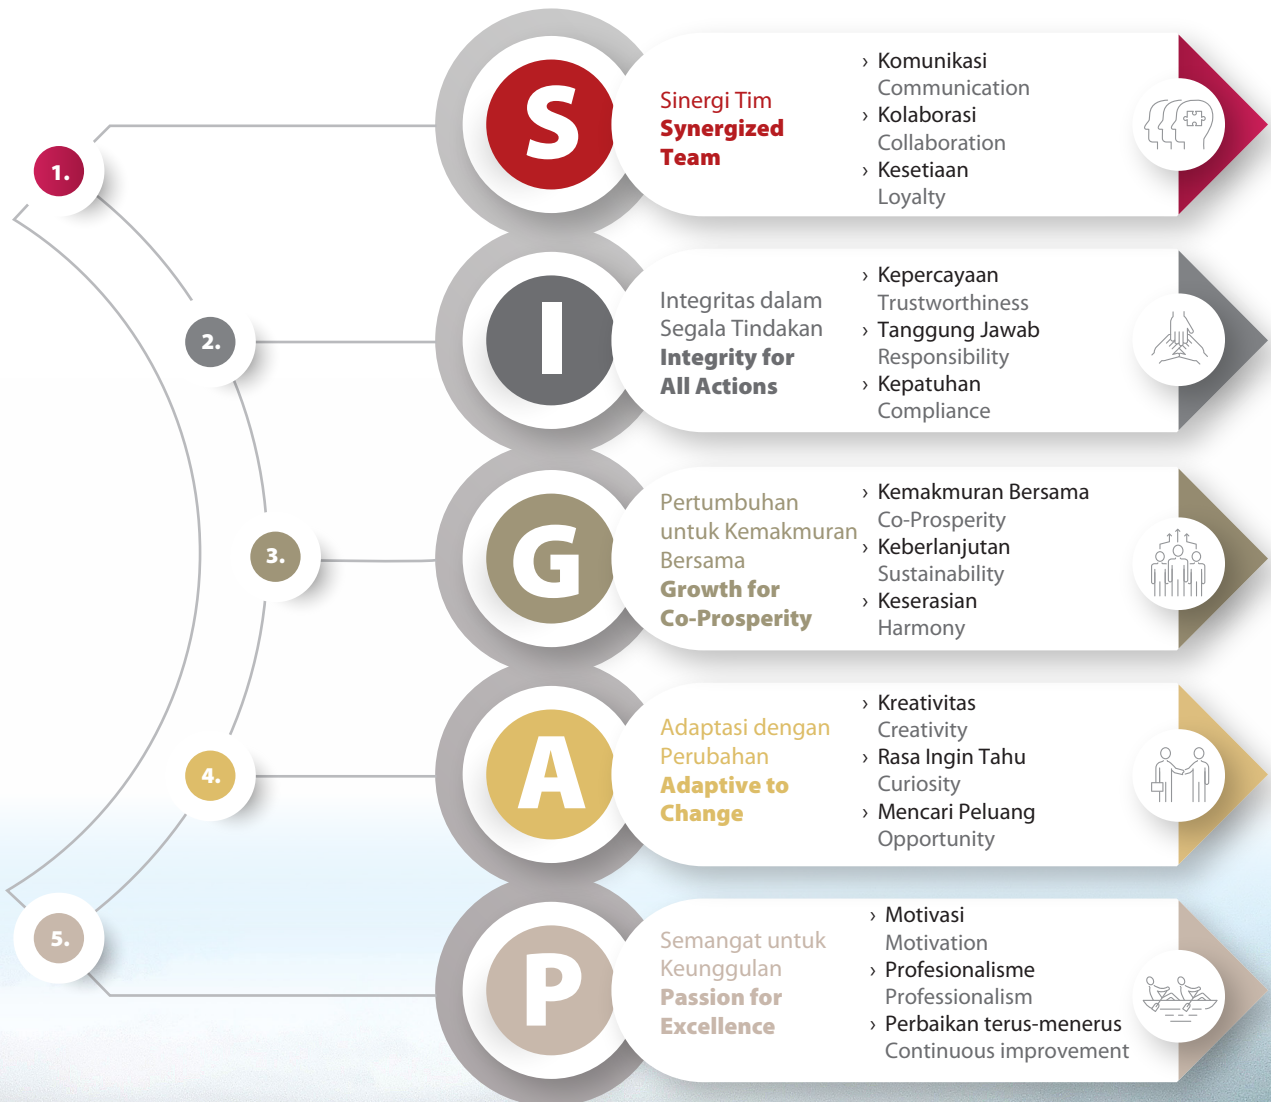 1.
S
Sinergi Tim
Synergized
Team
› Komunikasi
Communication
› Kolaborasi
Collaboration
› Kesetiaan
Loyalty
2.
I
Integritas dalam
Segala Tindakan
Integrity for
All Actions
› Kepercayaan
Trustworthiness
› Tanggung Jawab
Responsibility
› Kepatuhan
Compliance
3.
G
Pertumbuhan
untuk Kemakmuran
Bersama
Growth for
Co-Prosperity
› Kemakmuran Bersama
Co-Prosperity
› Keberlanjutan
Sustainability
› Keserasian
Harmony
4.
A
Adaptasi dengan
Perubahan
Adaptive to
Change
› Kreativitas
Creativity
› Rasa Ingin Tahu
Curiosity
› Mencari Peluang
Opportunity
5.
P
Semangat untuk
Keunggulan
Passion for
Excellence
› Motivasi
Motivation
› Profesionalisme
Professionalism
› Perbaikan terus-menerus
Continuous improvement